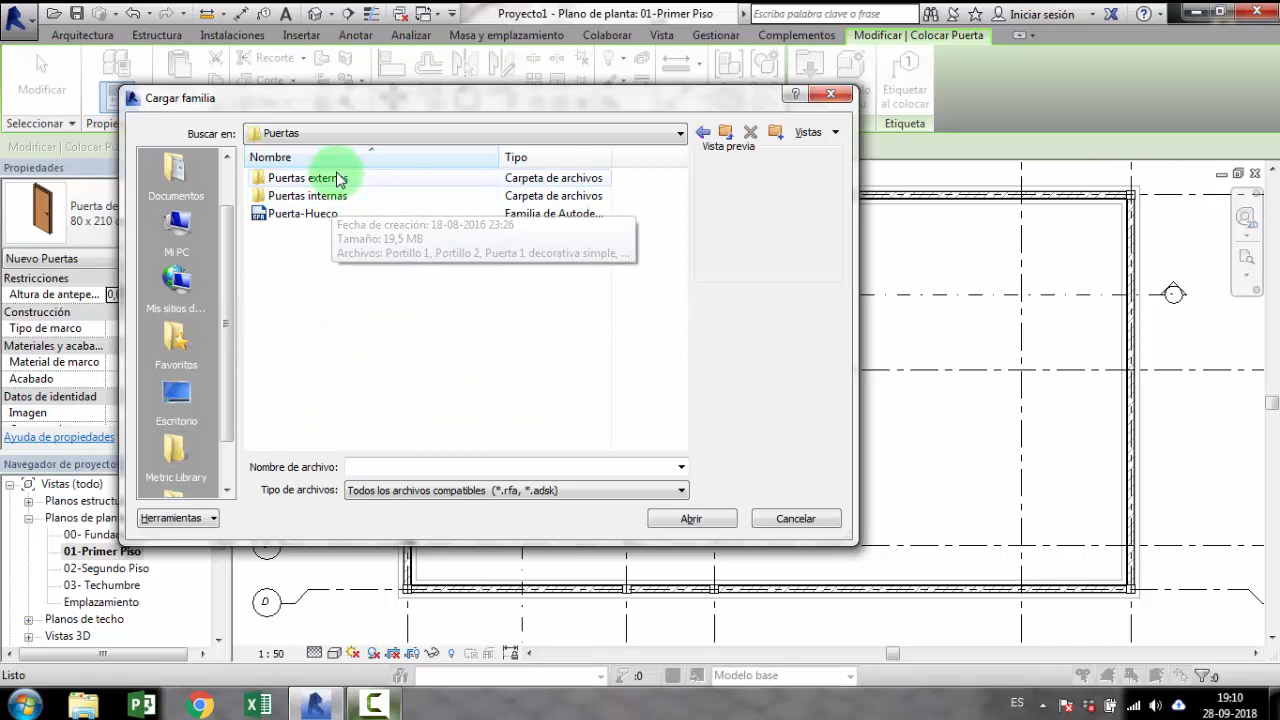 Proyecto1 - Plano de planta: 01-Primer Piso
Escriba palabra clave o frase
Iniciar sesión
Arquitectura Estructura Instalaciones Insertar Anotar Analizar Masa y emplazamiento Colaborar Vista Gestionar Complementos Modificar | Colocar Puerta
Modificar
Recorte
Etiquetar
al colocar
Seleccionar
Propie
Etiqueta
Modificar | Colocar P
Cargar familia
Buscar en: Puertas
Vistas
Vista previa
Nombre Tipo
Puertas externas Carpeta de archivos
Puertas internas Carpeta de archivos
Puerta-Hueco Familia de Autode...
Fecha de creación: 18-08-2016 23:26
Tamaño: 19,5 MB
Archivos: Portillo 1, Portillo 2, Puerta 1 decorativa simple, ...
Documentos
Mi PC
Mis sitios d...
Favoritos
Escritorio
Metric Library
Nombre de archivo:
Tipo de archivos: Todos los archivos compatibles (*.rfa, *.adsk)
Herramientas
Abrir
Cancelar
Propiedades
Puerta de
80 x 210
Nuevo Puertas
Restricciones
Altura de antepe... 0,0
Construcción
Tipo de marco
Materiales y acaba...
Material de marco
Acabado
Datos de identidad
Imagen
Ayuda de propiedades
Navegador de proyecto
Vistas (todo)
Planos estruct
Planos de plan
00- Fundac
01-Primer Piso
02-Segundo Piso
03- Techumbre
Emplazamiento
Planos de techo
Vistas 3D
D
1 : 50
Listo
:0
Modelo base
:0
ES
19:10
28-09-2018